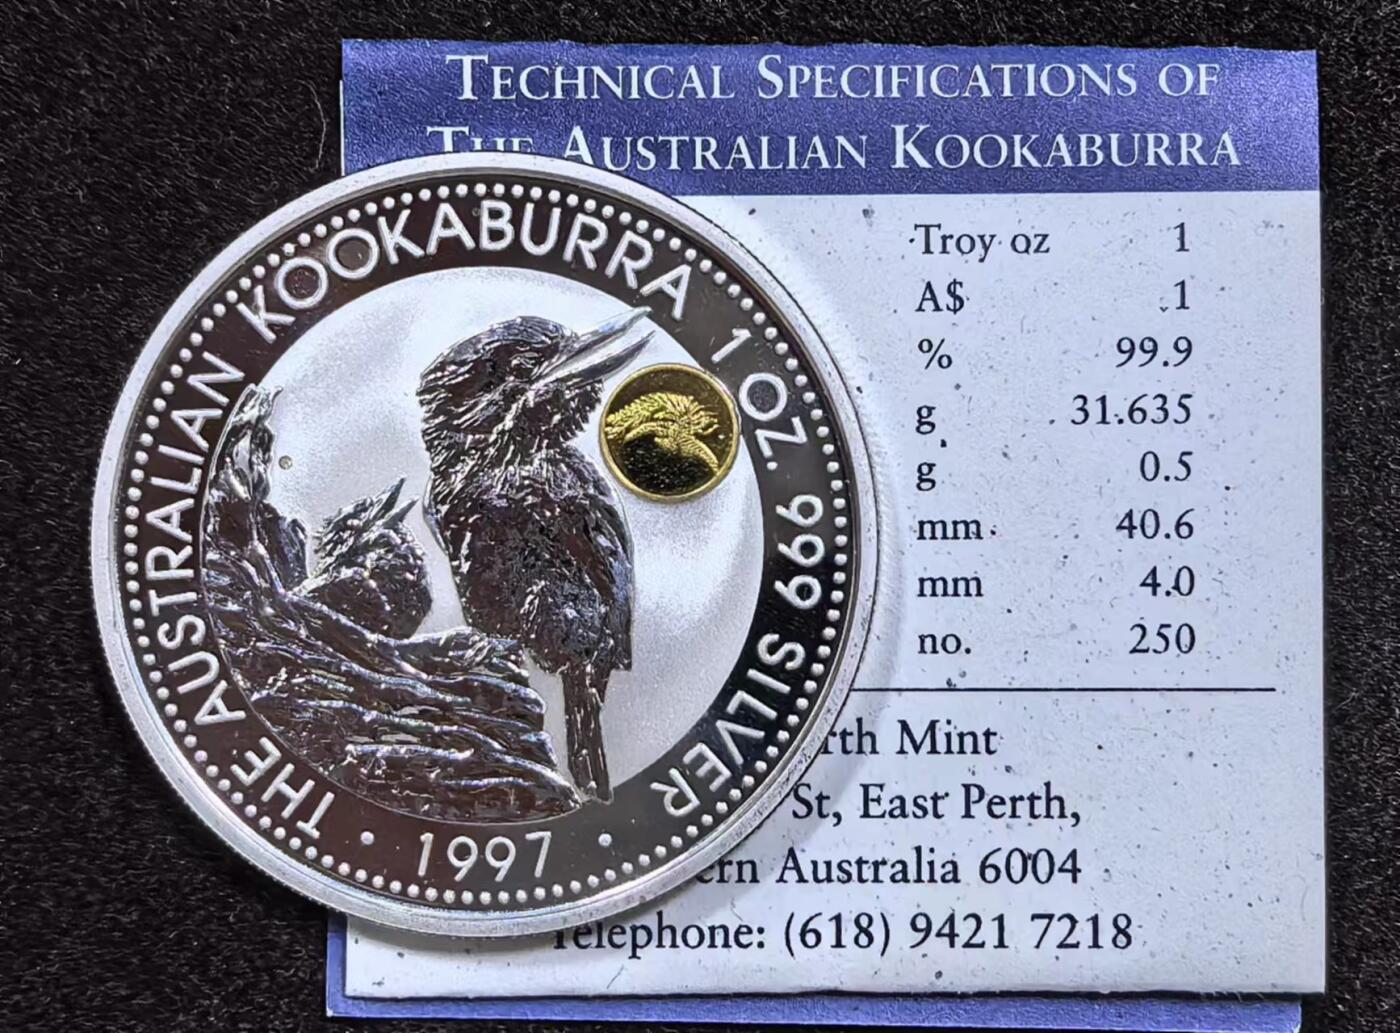 TECHNICAL SPECIFICATIONS OF
THE AUSTRALIAN KOOKABURRA
THE AUSTRALIAN KOOKABURRA 1 OZ. 999 SILVER
· 1997 ·
Troy oz 1
A$ 1
% 99.9
g 31.635
g 0.5
mm 40.6
mm 4.0
no. 250
rth Mint
St, East Perth,
ern Australia 6004
Telephone: (618) 9421 7218